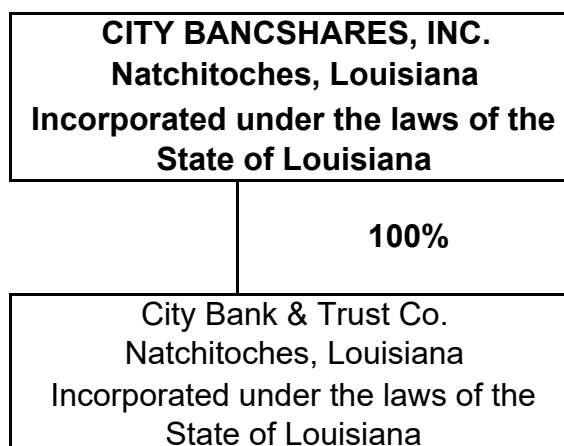 CITY BANCSHARES, INC.
Natchitoches, Louisiana
Incorporated under the laws of the
State of Louisiana
100%
City Bank & Trust Co.
Natchitoches, Louisiana
Incorporated under the laws of the
State of Louisiana